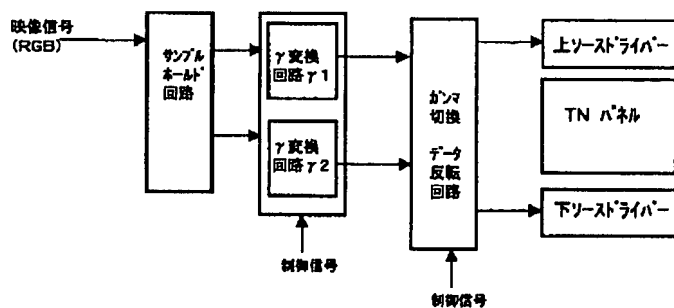 映像信号
(RGB)
サンプル
ホールド
回路
γ変換
回路γ1
γ変換
回路γ2
制御信号
ガンマ
切換
データ
反転
回路
制御信号
上ソースドライバー
TN パネル
下ソースドライバー